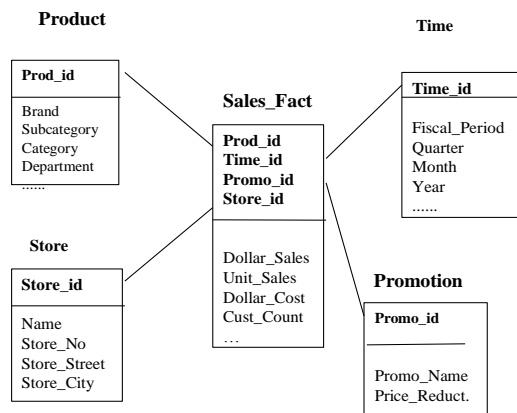 Product
Prod_id
Brand
Subcategory
Category
Department
......
Time
Time_id
Fiscal_Period
Quarter
Month
Year
......
Sales_Fact
Prod_id
Time_id
Promo_id
Store_id
Dollar_Sales
Unit_Sales
Dollar_Cost
Cust_Count
…
Store
Store_id
Name
Store_No
Store_Street
Store_City
Promotion
Promo_id
Promo_Name
Price_Reduct.